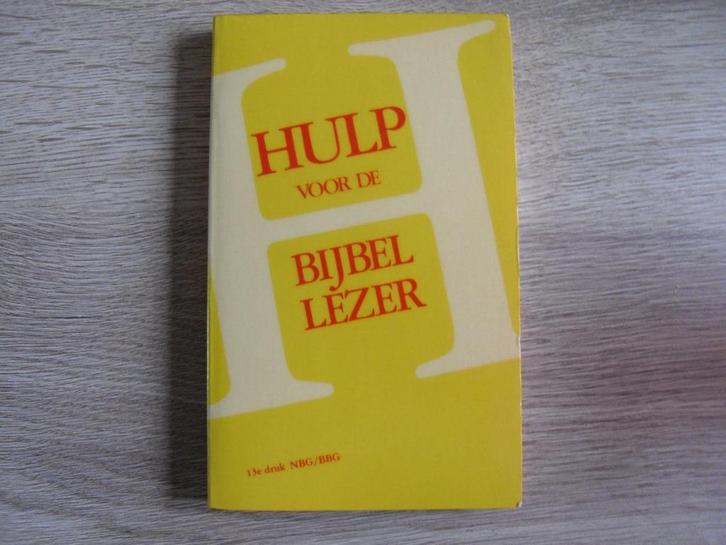 HULP
VOOR DE
BIJBEL
LEZER
13e druk NBG/BBG